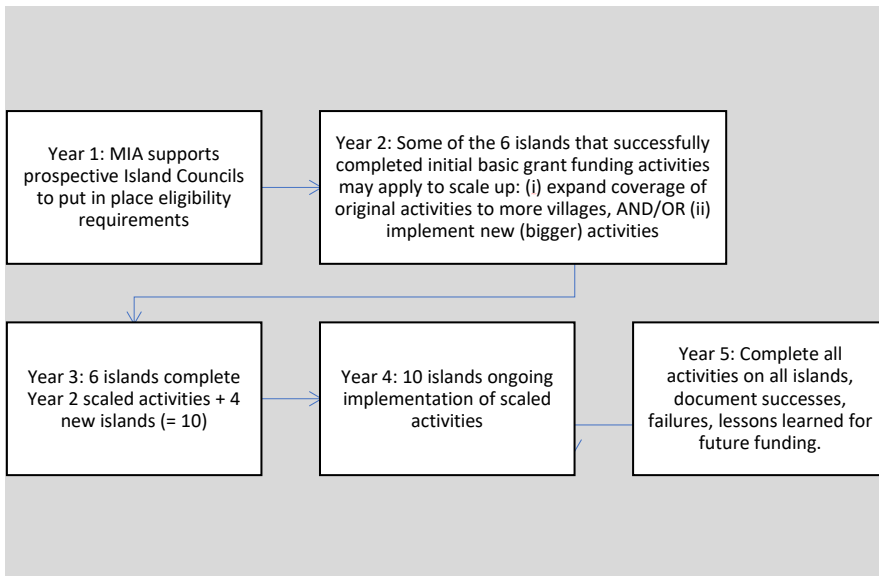 Year 1: MIA supports
prospective Island Councils
to put in place eligibility
requirements
Year 2: Some of the 6 islands that successfully
completed initial basic grant funding activities
may apply to scale up: (i) expand coverage of
original activities to more villages, AND/OR (ii)
implement new (bigger) activities
Year 3: 6 islands complete
Year 2 scaled activities + 4
new islands (= 10)
Year 4: 10 islands ongoing
implementation of scaled
activities
Year 5: Complete all
activities on all islands,
document successes,
failures, lessons learned for
future funding.